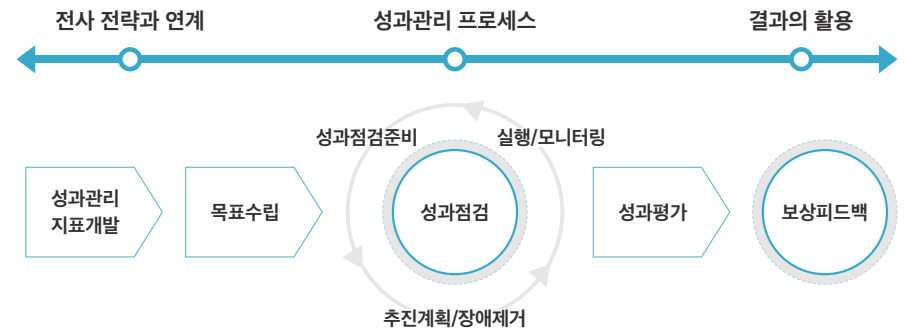 전사 전략과 연계
성과관리 프로세스
결과의 활용
성과점검준비
실행/모니터링
성과관리
지표개발
목표수립
성과점검
성과평가
보상피드백
추진계획/장애제거